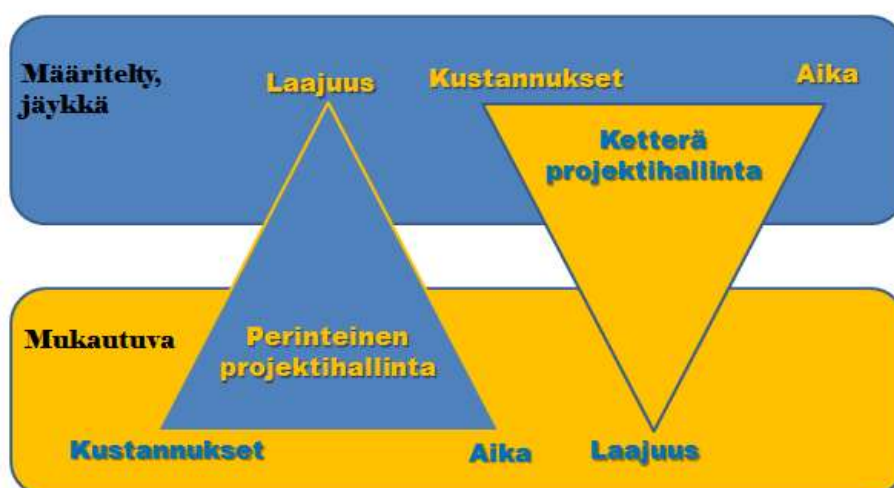 Määritelty,
jäykkä
Laajuus
Kustannukset
Aika
Ketterä
projektihallinta
Mukautuva
Perinteinen
projektihallinta
Kustannukset
Aika
Laajuus